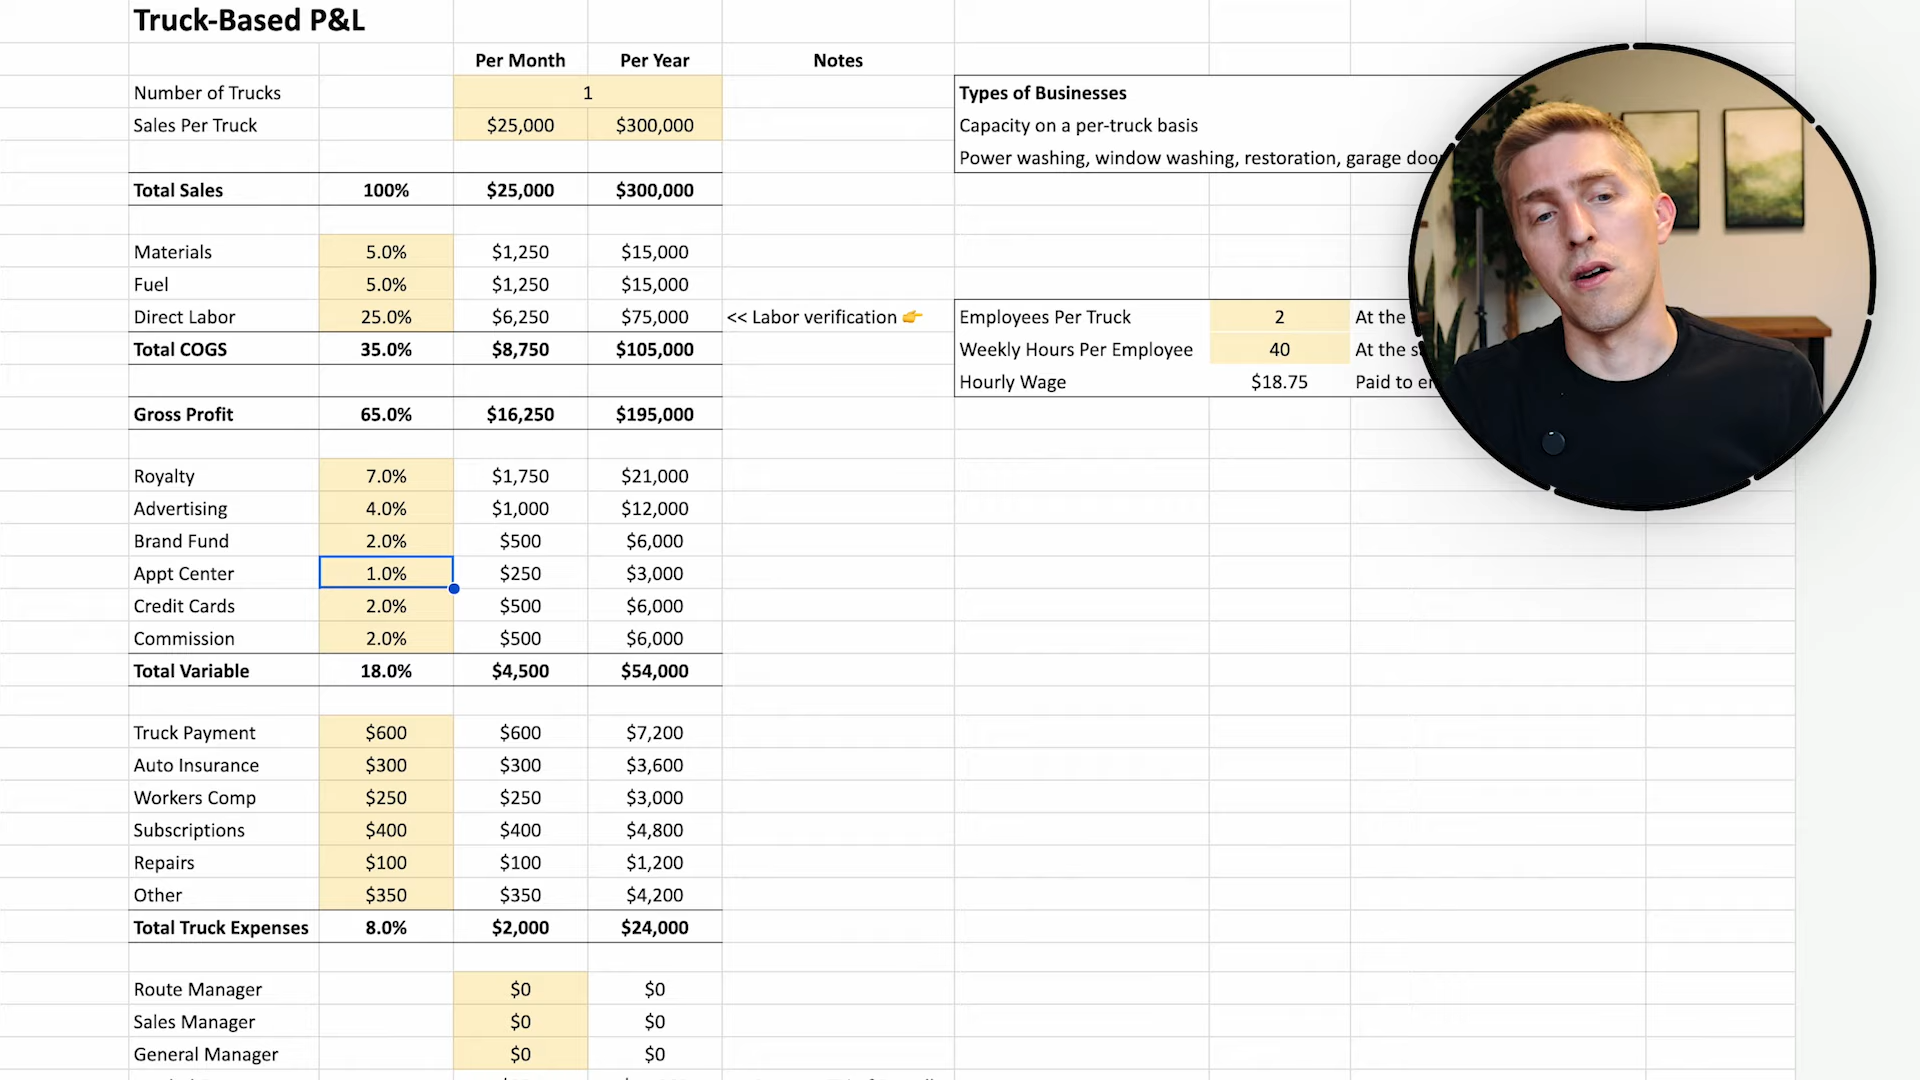 Truck-Based P&L
Per Month Per Year Notes
Number of Trucks 1
Sales Per Truck $25,000 $300,000
Total Sales 100% $25,000 $300,000
Materials 5.0% $1,250 $15,000
Fuel 5.0% $1,250 $15,000
Direct Labor 25.0% $6,250 $75,000 << Labor verification 👉
Total COGS 35.0% $8,750 $105,000
Gross Profit 65.0% $16,250 $195,000
Royalty 7.0% $1,750 $21,000
Advertising 4.0% $1,000 $12,000
Brand Fund 2.0% $500 $6,000
Appt Center 1.0% $250 $3,000
Credit Cards 2.0% $500 $6,000
Commission 2.0% $500 $6,000
Total Variable 18.0% $4,500 $54,000
Truck Payment $600 $600 $7,200
Auto Insurance $300 $300 $3,600
Workers Comp $250 $250 $3,000
Subscriptions $400 $400 $4,800
Repairs $100 $100 $1,200
Other $350 $350 $4,200
Total Truck Expenses 8.0% $2,000 $24,000
Route Manager $0 $0
Sales Manager $0 $0
General Manager $0 $0
Types of Businesses
Capacity on a per-truck basis
Power washing, window washing, restoration, garage
Employees Per Truck 2 At the
Weekly Hours Per Employee 40 At the
Hourly Wage $18.75 Paid to